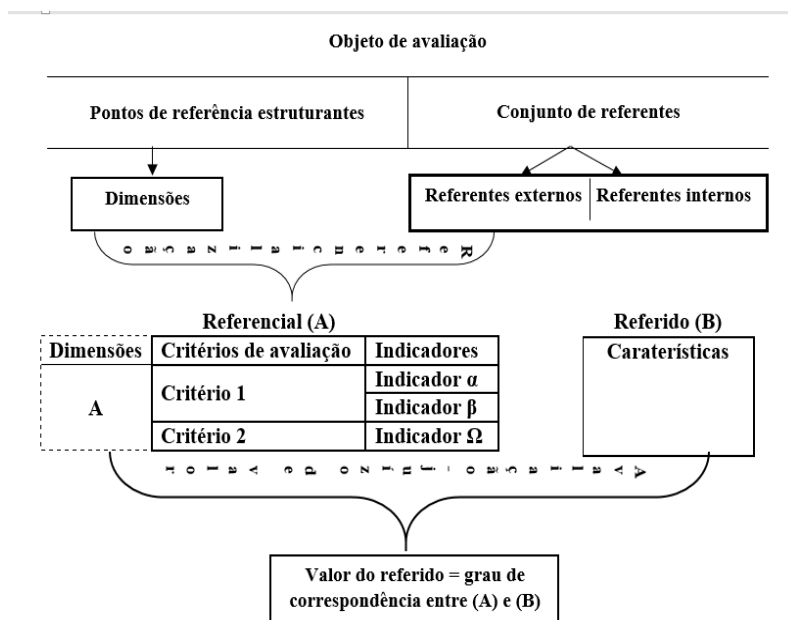 Objeto de avaliação
Pontos de referência estruturantes
Conjunto de referentes
Dimensões
Referentes externos
Referentes internos
Referencialização
Referencial (A)
Referido (B)
Dimensões
Critérios de avaliação
Indicadores
Caraterísticas
A
Critério 1
Indicador α
Indicador β
Critério 2
Indicador Ω
Avaliação-juízo de valor
Valor do referido = grau de
correspondência entre (A) e (B)